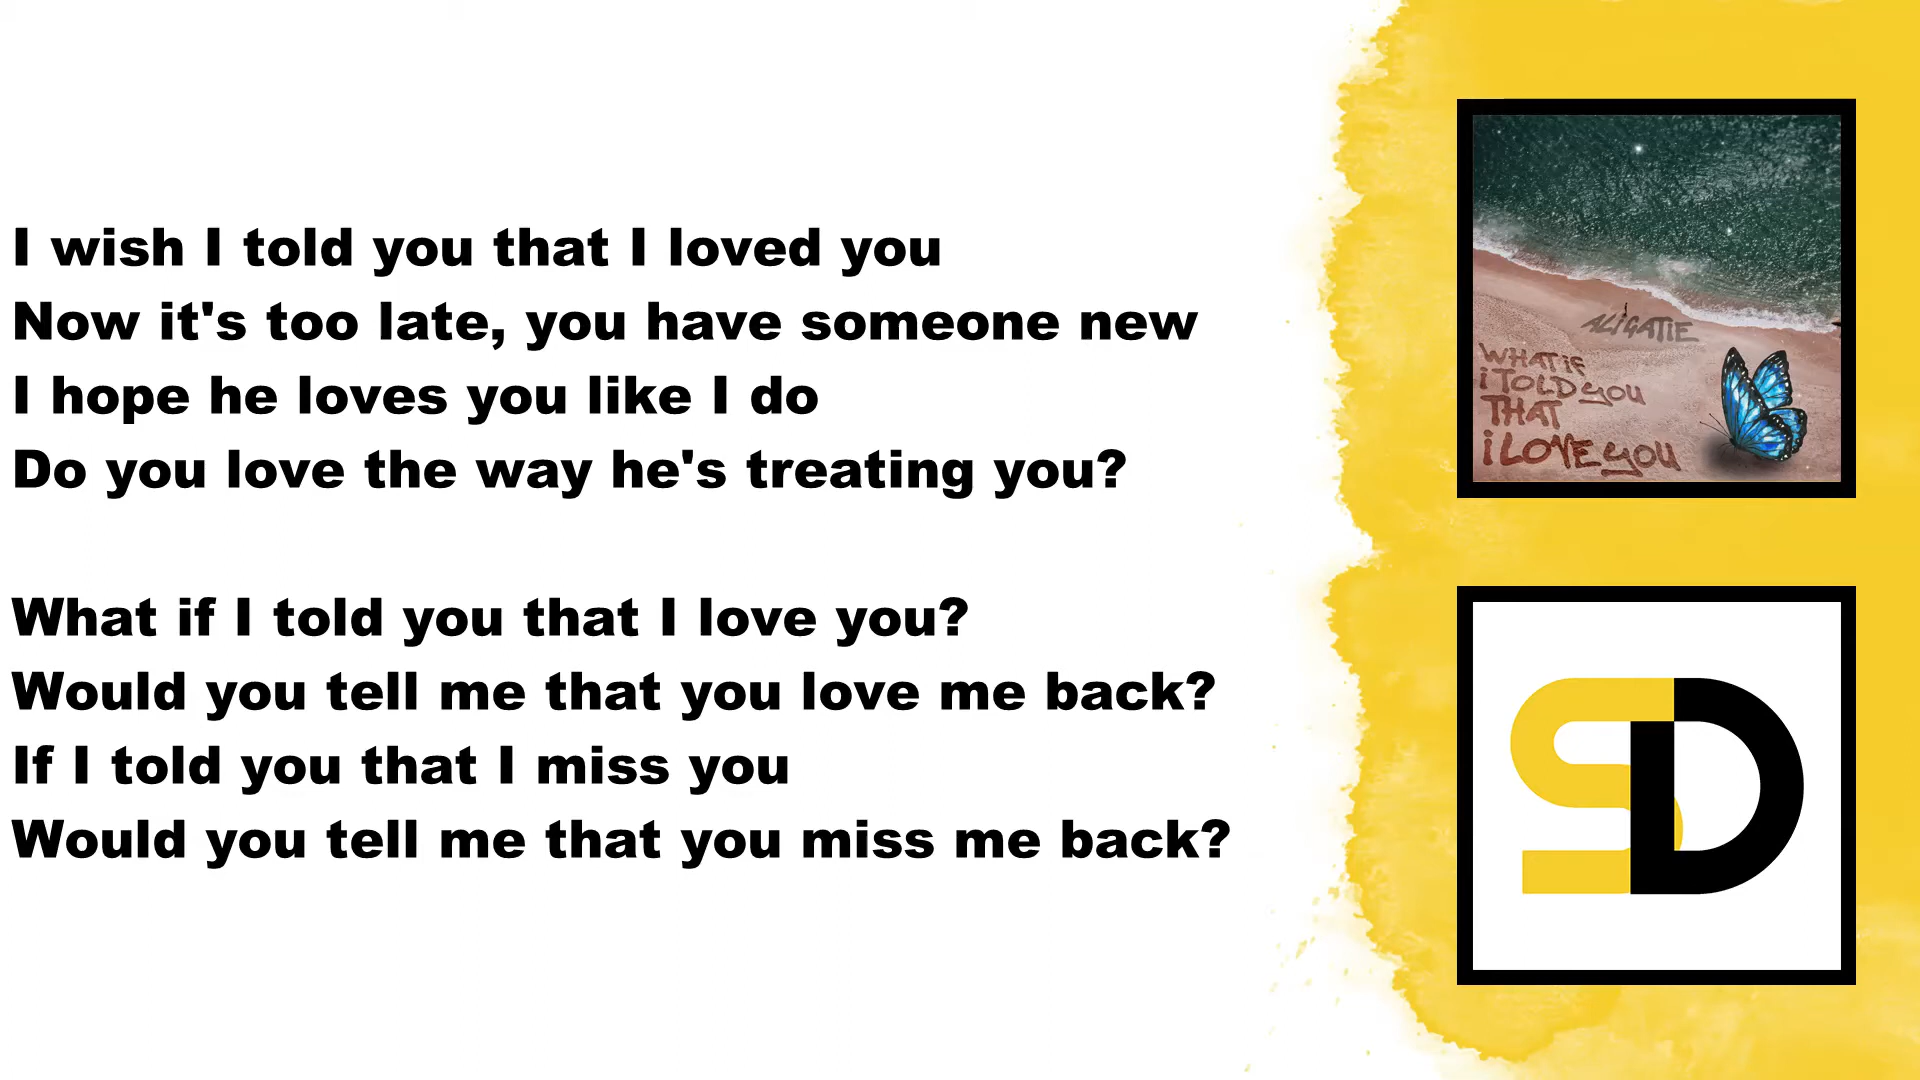 I wish I told you that I loved you
Now it's too late, you have someone new
I hope he loves you like I do
Do you love the way he's treating you?
What if I told you that I love you?
Would you tell me that you love me back?
If I told you that I miss you
Would you tell me that you miss me back?
ALIGATIE
WHAT IF
I TOLD YOU
THAT
I LOVE YOU
SD